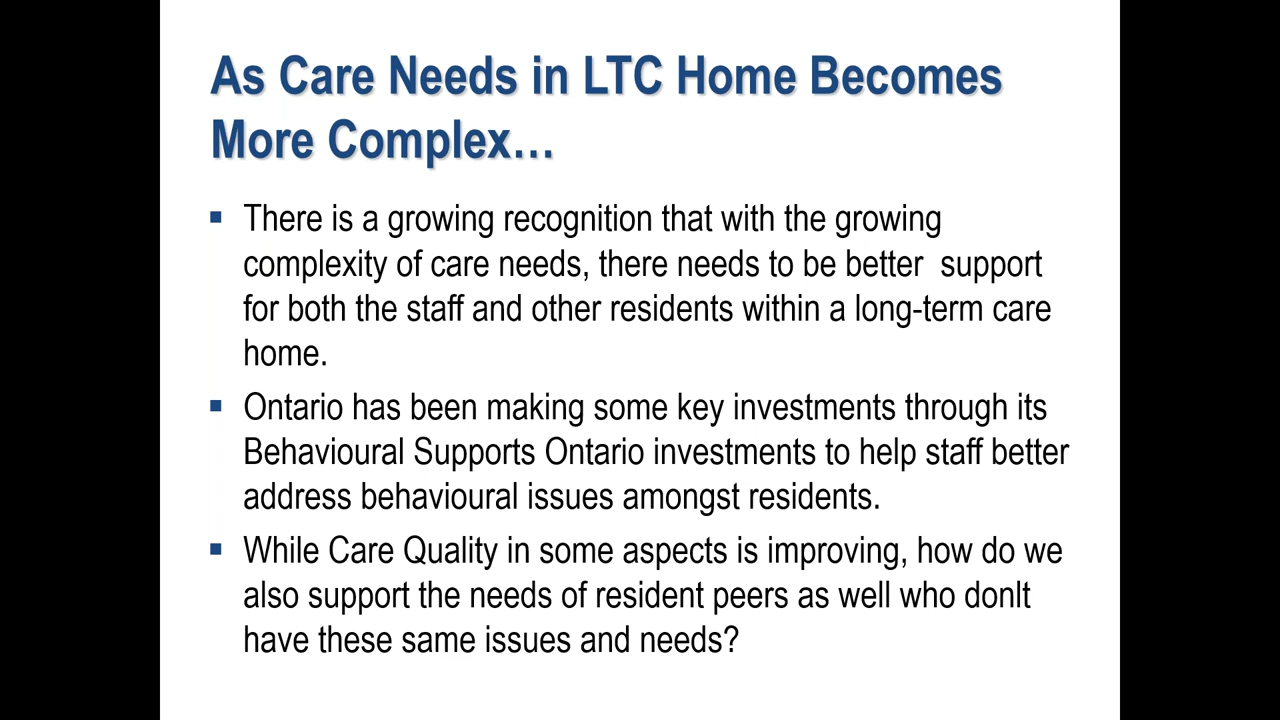 As Care Needs in LTC Home Becomes
More Complex…
▪ There is a growing recognition that with the growing
complexity of care needs, there needs to be better  support
for both the staff and other residents within a long-term care
home.
▪ Ontario has been making some key investments through its
Behavioural Supports Ontario investments to help staff better
address behavioural issues amongst residents.
▪ While Care Quality in some aspects is improving, how do we
also support the needs of resident peers as well who donIt
have these same issues and needs?